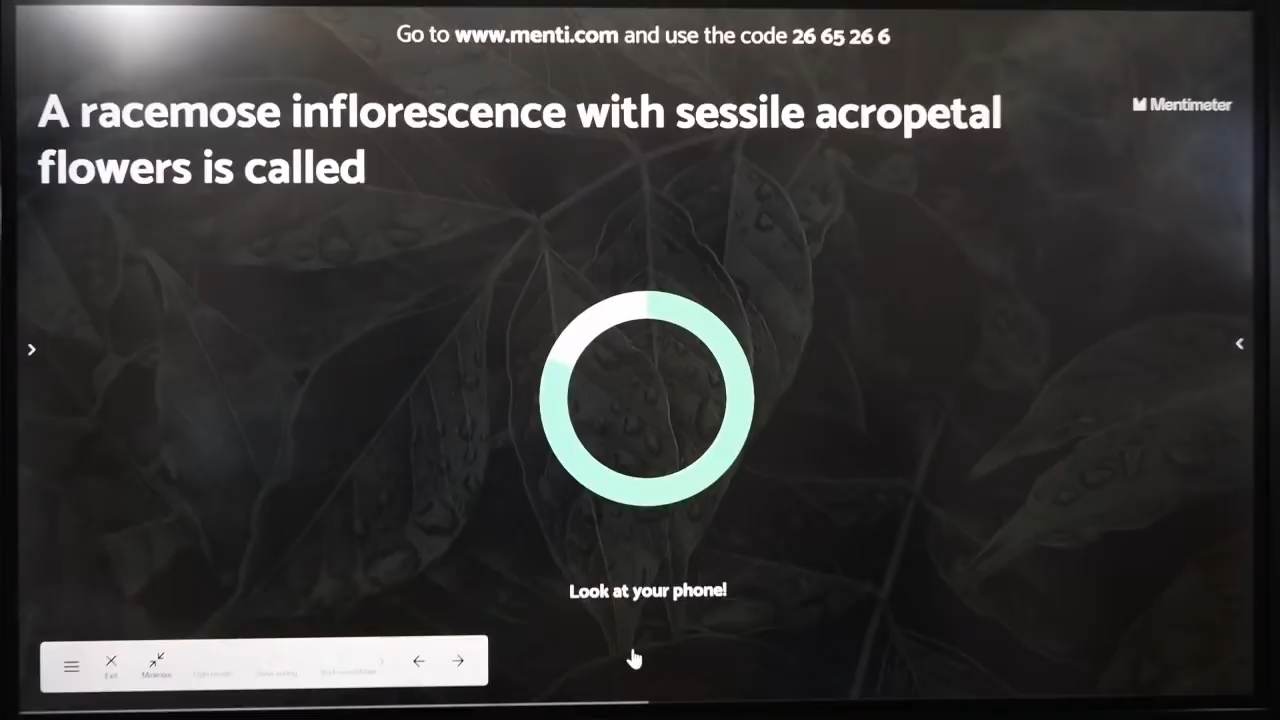 Go to www.menti.com and use the code 26 65 26 6
A racemose inflorescence with sessile acropetal
flowers is called
Mentimeter
Look at your phone!
Exit
Minimize